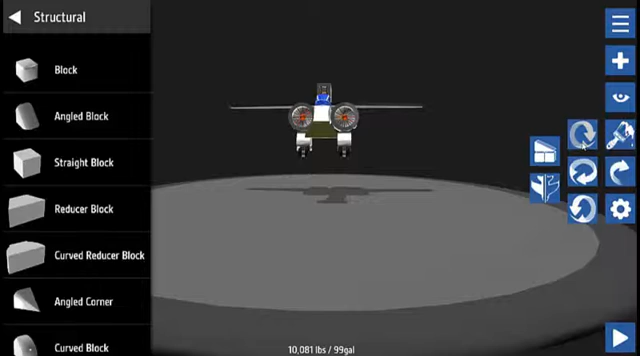 Structural
Block
Angled Block
Straight Block
Reducer Block
Curved Reducer Block
Angled Corner
Curved Block
10,081 lbs / 99gal